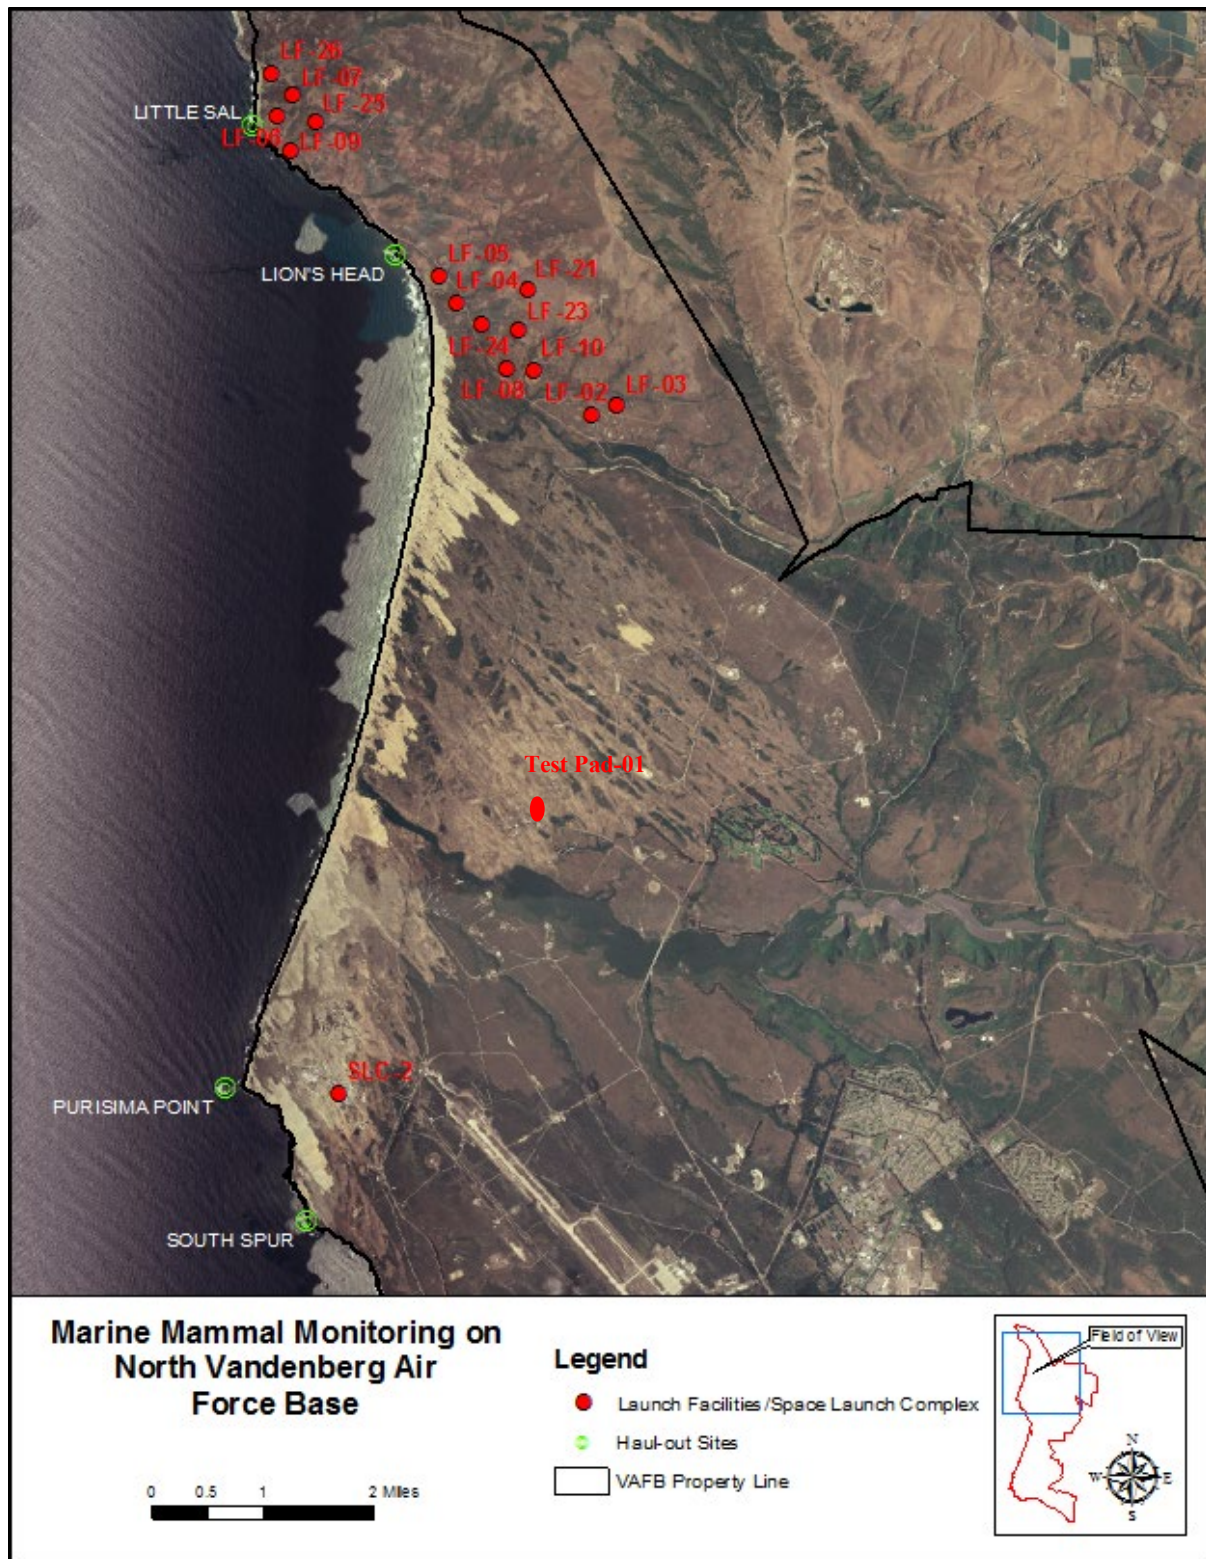 LF-26
LF-07
LITTLE SAL
LF-25
LF-06
LF-09
LION'S HEAD
LF-05
LF-21
LF-04
LF-23
LF-24
LF-10
LF-08
LF-02
LF-03
Test Pad-01
SLC-2
PURISIMA POINT
SOUTH SPUR
Marine Mammal Monitoring on
North Vandenberg Air
Force Base
0 0.5 1 2 Miles
Legend
Launch Facilities/Space Launch Complex
Haul-out Sites
VAFB Property Line
Field of View
N
W E
S